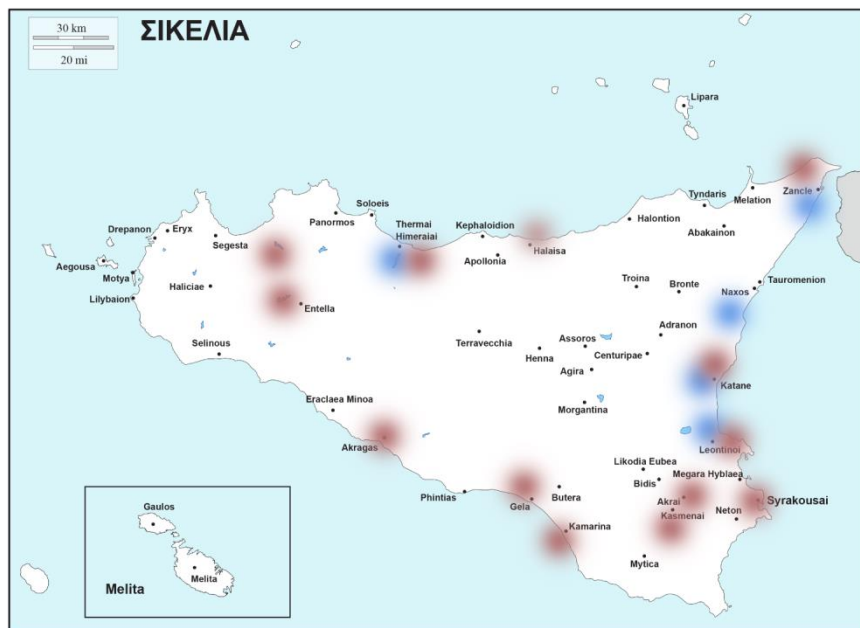 30 km
20 mi
ΣΙΚΕΛΙΑ
Lipara
Zancle
Melation
Tyndaris
Soloeis
Panormos
Thermai
Himeraiai
Kephaloidion
Halontion
Abakainon
Drepanon
Eryx
Segesta
Halaisa
Apollonia
Aegousa
Motya
Haliciae
Lilybaion
Entella
Troina
Bronte
Naxos
Tauromenion
Selinous
Terravecchia
Henna
Assoros
Agira
Centuripae
Adranon
Katane
Morgantina
Eraclaea Minoa
Akragas
Leontinoi
Likodia Eubea
Bidis
Megara Hyblaea
Phintias
Gela
Butera
Akrai
Kasmenai
Syrakousai
Neton
Kamarina
Mytica
Gaulos
Melita
Melita